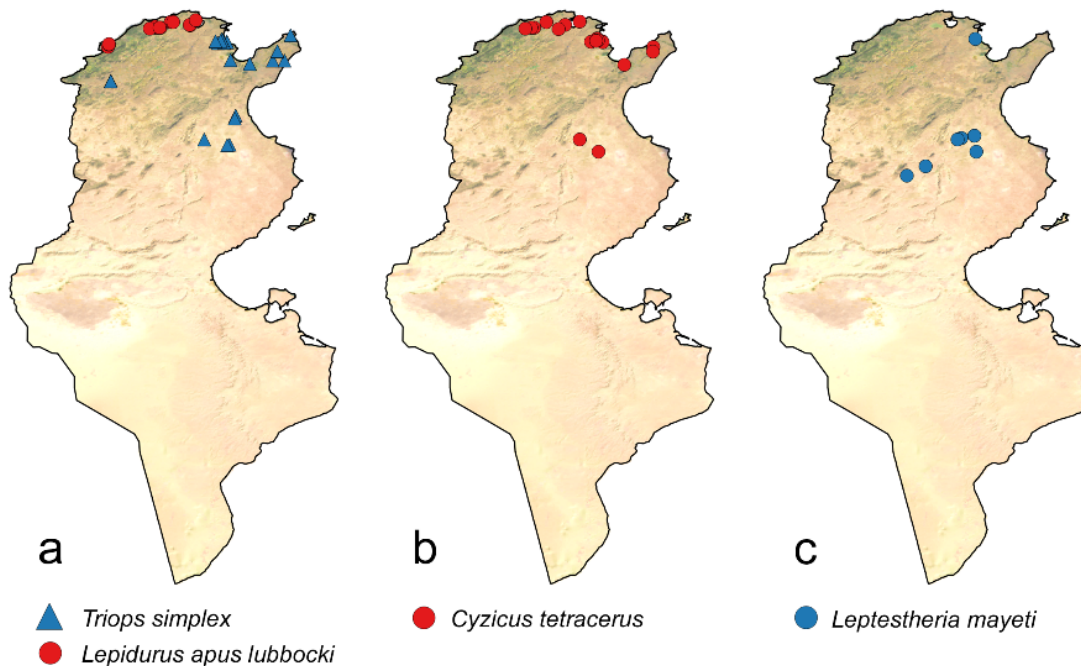 a
b
c
Triops simplex
Cyzicus tetracerus
Leptestheria mayeti
Lepidurus apus lubbocki